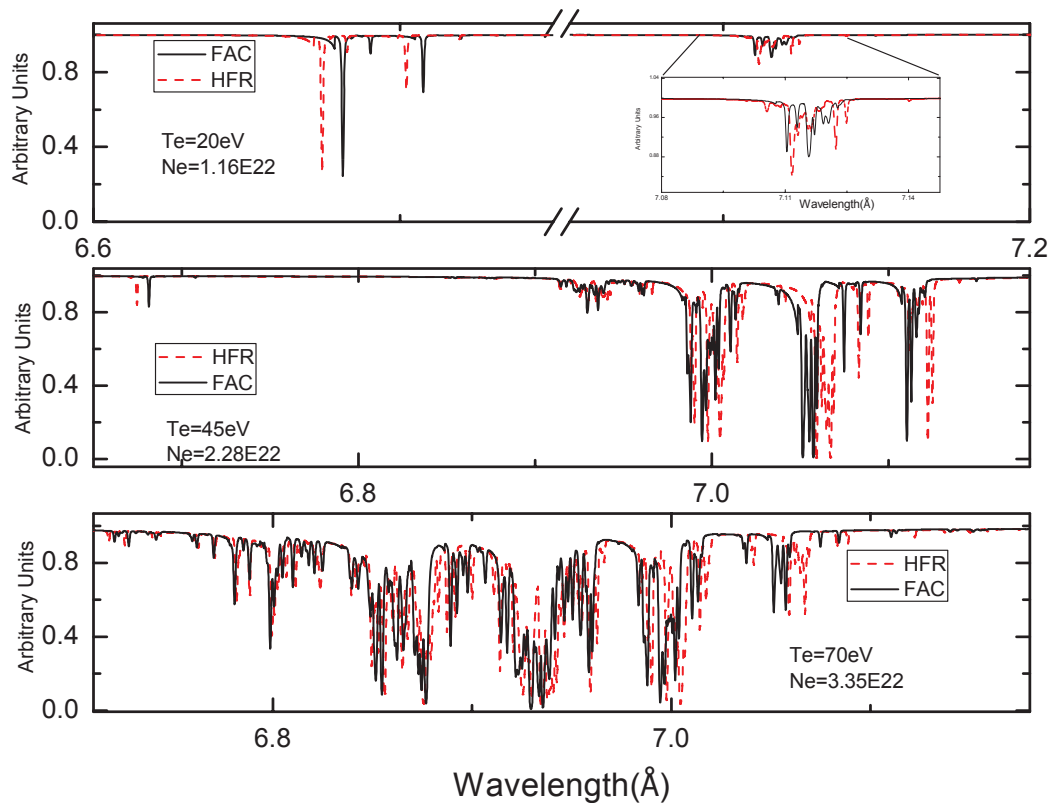 Arbitrary Units
0.8
0.4
0.0
FAC
HFR
Te=20eV
Ne=1.16E22
1.04
0.96
0.88
7.08
7.11
7.14
Arbitrary Units
Wavelength(Å)
6.6
7.2
Arbitrary Units
0.8
0.4
0.0
HFR
FAC
Te=45eV
Ne=2.28E22
6.8
7.0
Arbitrary Units
0.8
0.4
0.0
HFR
FAC
Te=70eV
Ne=3.35E22
6.8
7.0
Wavelength(Å)